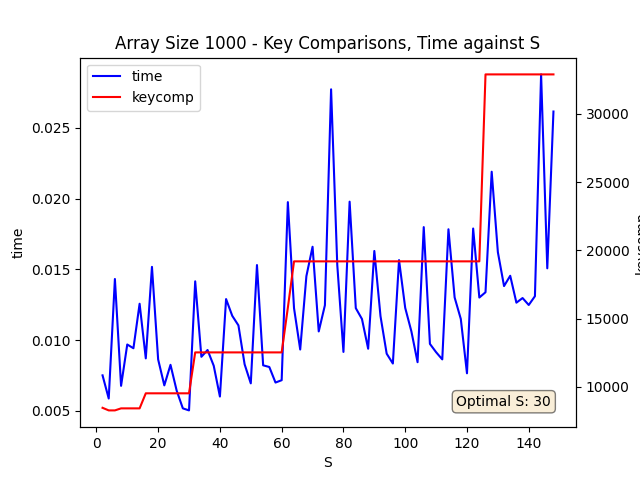 Array Size 1000 - Key Comparisons, Time against S
time
keycomp
0.025
0.020
0.015
0.010
0.005
time
30000
25000
20000
15000
10000
keycomp
Optimal S: 30
0 20 40 60 80 100 120 140
S